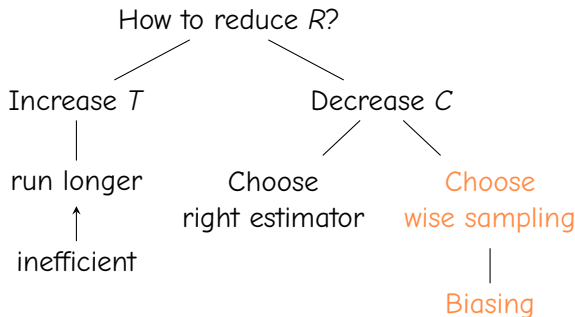 How to reduce R?
Increase T
Decrease C
run longer
Choose
right estimator
Choose
wise sampling
inefficient
Biasing